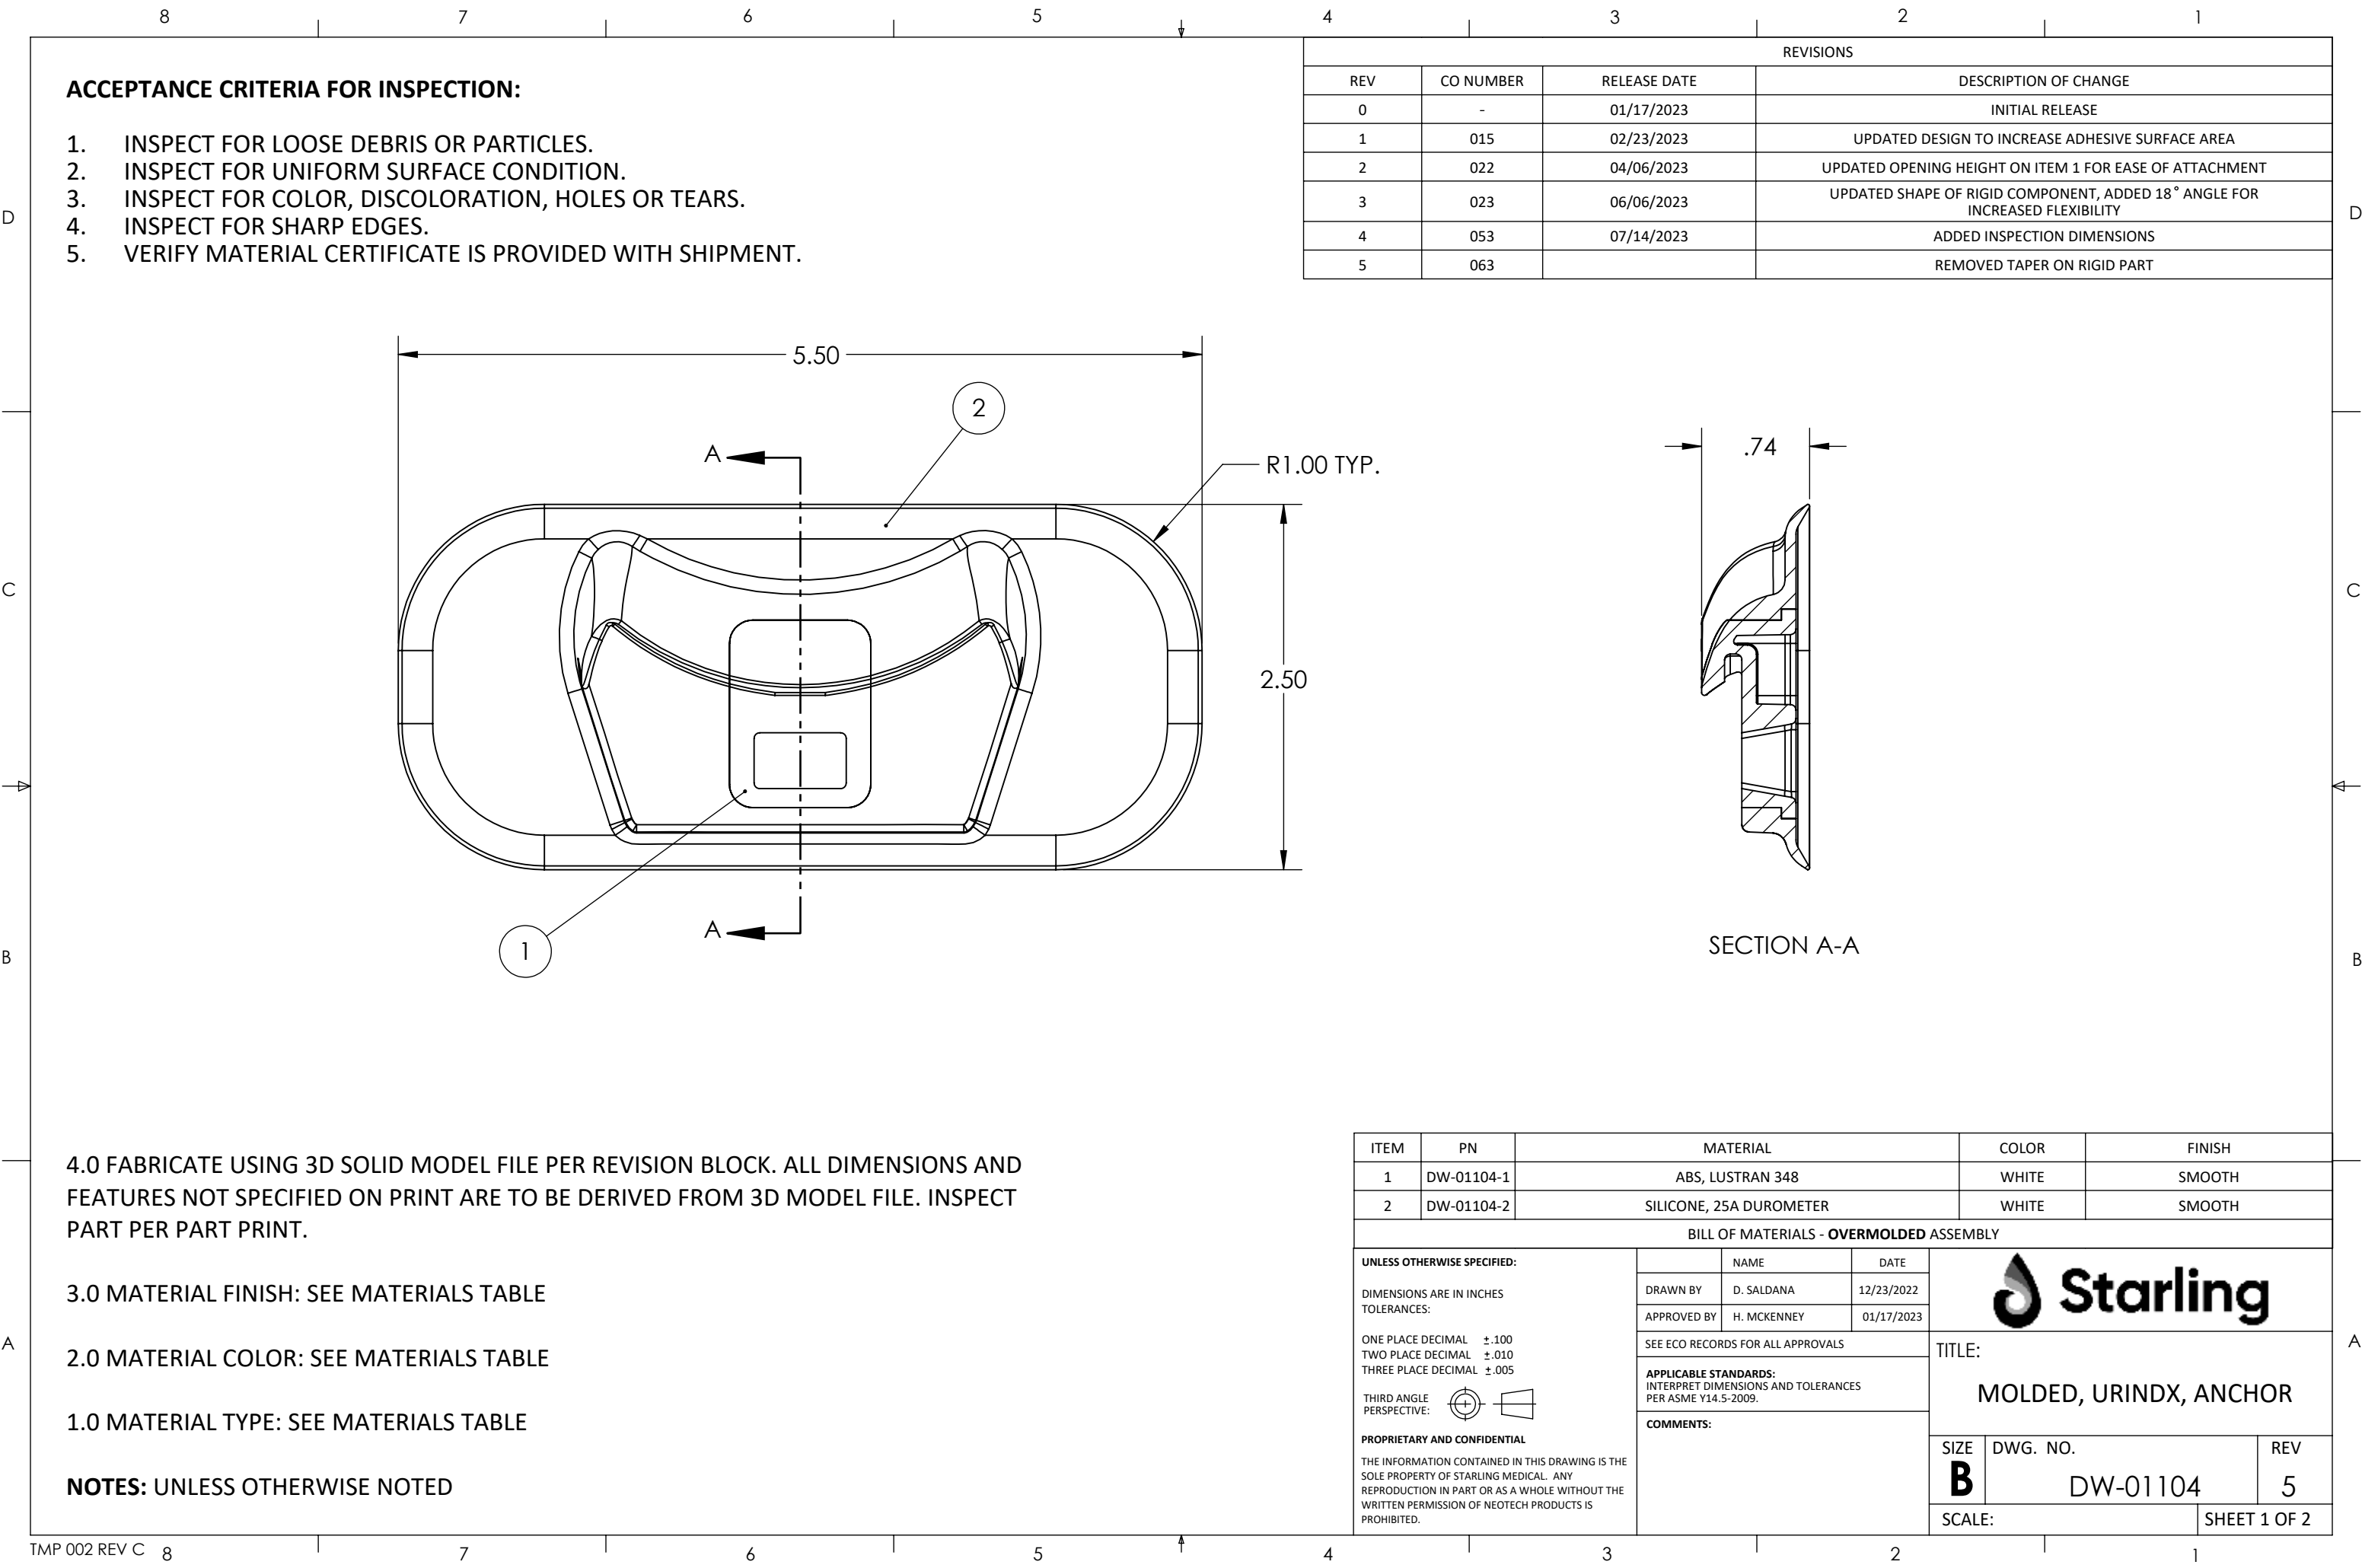 8 7 6 5 4 3 2 1
ACCEPTANCE CRITERIA FOR INSPECTION:
1. INSPECT FOR LOOSE DEBRIS OR PARTICLES.
2. INSPECT FOR UNIFORM SURFACE CONDITION.
3. INSPECT FOR COLOR, DISCOLORATION, HOLES OR TEARS.
4. INSPECT FOR SHARP EDGES.
5. VERIFY MATERIAL CERTIFICATE IS PROVIDED WITH SHIPMENT.
REVISIONS
REV CO NUMBER RELEASE DATE DESCRIPTION OF CHANGE
0 - 01/17/2023 INITIAL RELEASE
1 015 02/23/2023 UPDATED DESIGN TO INCREASE ADHESIVE SURFACE AREA
2 022 04/06/2023 UPDATED OPENING HEIGHT ON ITEM 1 FOR EASE OF ATTACHMENT
3 023 06/06/2023 UPDATED SHAPE OF RIGID COMPONENT, ADDED 18° ANGLE FOR
INCREASED FLEXIBILITY
4 053 07/14/2023 ADDED INSPECTION DIMENSIONS
5 063 REMOVED TAPER ON RIGID PART
D D
5.50
2
A
R1.00 TYP.
.74
C C
2.50
A
1
SECTION A-A
B B
4.0 FABRICATE USING 3D SOLID MODEL FILE PER REVISION BLOCK. ALL DIMENSIONS AND
FEATURES NOT SPECIFIED ON PRINT ARE TO BE DERIVED FROM 3D MODEL FILE. INSPECT
PART PER PART PRINT.
3.0 MATERIAL FINISH: SEE MATERIALS TABLE
2.0 MATERIAL COLOR: SEE MATERIALS TABLE
1.0 MATERIAL TYPE: SEE MATERIALS TABLE
NOTES: UNLESS OTHERWISE NOTED
ITEM PN MATERIAL COLOR FINISH
1 DW-01104-1 ABS, LUSTRAN 348 WHITE SMOOTH
2 DW-01104-2 SILICONE, 25A DUROMETER WHITE SMOOTH
BILL OF MATERIALS - OVERMOLDED ASSEMBLY
UNLESS OTHERWISE SPECIFIED:
DIMENSIONS ARE IN INCHES
TOLERANCES:
ONE PLACE DECIMAL ±.100
TWO PLACE DECIMAL ±.010
THREE PLACE DECIMAL ±.005
THIRD ANGLE
PERSPECTIVE:
PROPRIETARY AND CONFIDENTIAL
THE INFORMATION CONTAINED IN THIS DRAWING IS THE
SOLE PROPERTY OF STARLING MEDICAL. ANY
REPRODUCTION IN PART OR AS A WHOLE WITHOUT THE
WRITTEN PERMISSION OF NEOTECH PRODUCTS IS
PROHIBITED.
NAME DATE
DRAWN BY D. SALDANA 12/23/2022
APPROVED BY H. MCKENNEY 01/17/2023
SEE ECO RECORDS FOR ALL APPROVALS
APPLICABLE STANDARDS:
INTERPRET DIMENSIONS AND TOLERANCES
PER ASME Y14.5-2009.
COMMENTS:
Starling
TITLE:
MOLDED, URINDX, ANCHOR
SIZE DWG. NO. REV
B DW-01104 5
SCALE: SHEET 1 OF 2
A A
TMP 002 REV C
8 7 6 5 4 3 2 1